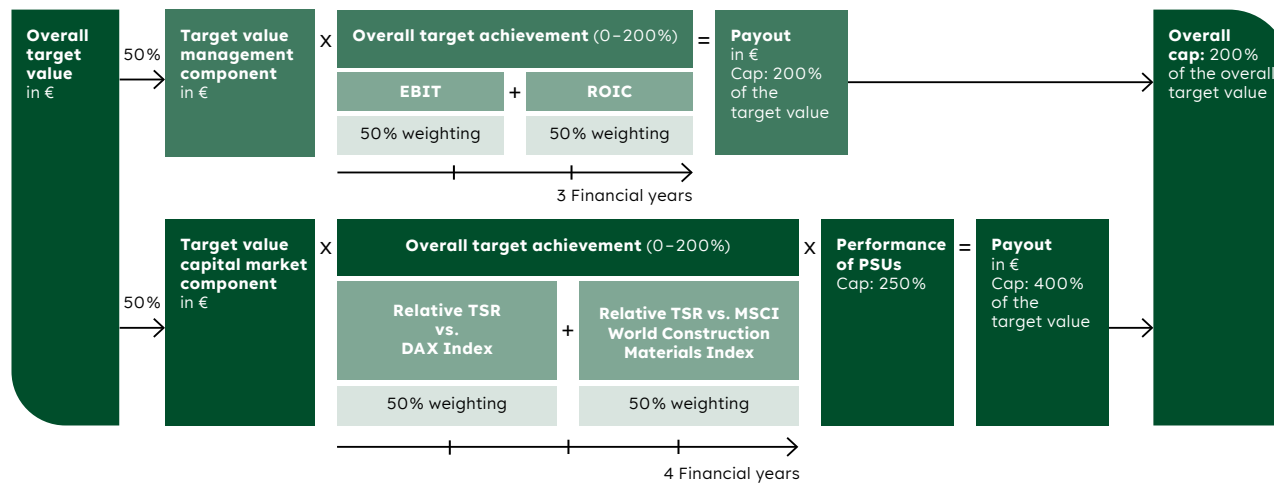 Overall
target
value
in €
50%
Target value
management
component
in €
x
Overall target achievement (0–200%)
EBIT
+
ROIC
50% weighting
50% weighting
3 Financial years
=
Payout
in €
Cap: 200%
of the
target value
Overall
cap: 200%
of the overall
target value
50%
Target value
capital market
component
in €
x
Overall target achievement (0–200%)
Relative TSR
vs.
DAX Index
+
Relative TSR vs. MSCI
World Construction
Materials Index
50% weighting
50% weighting
4 Financial years
x
Performance
of PSUs
Cap: 250%
=
Payout
in €
Cap: 400%
of the
target value